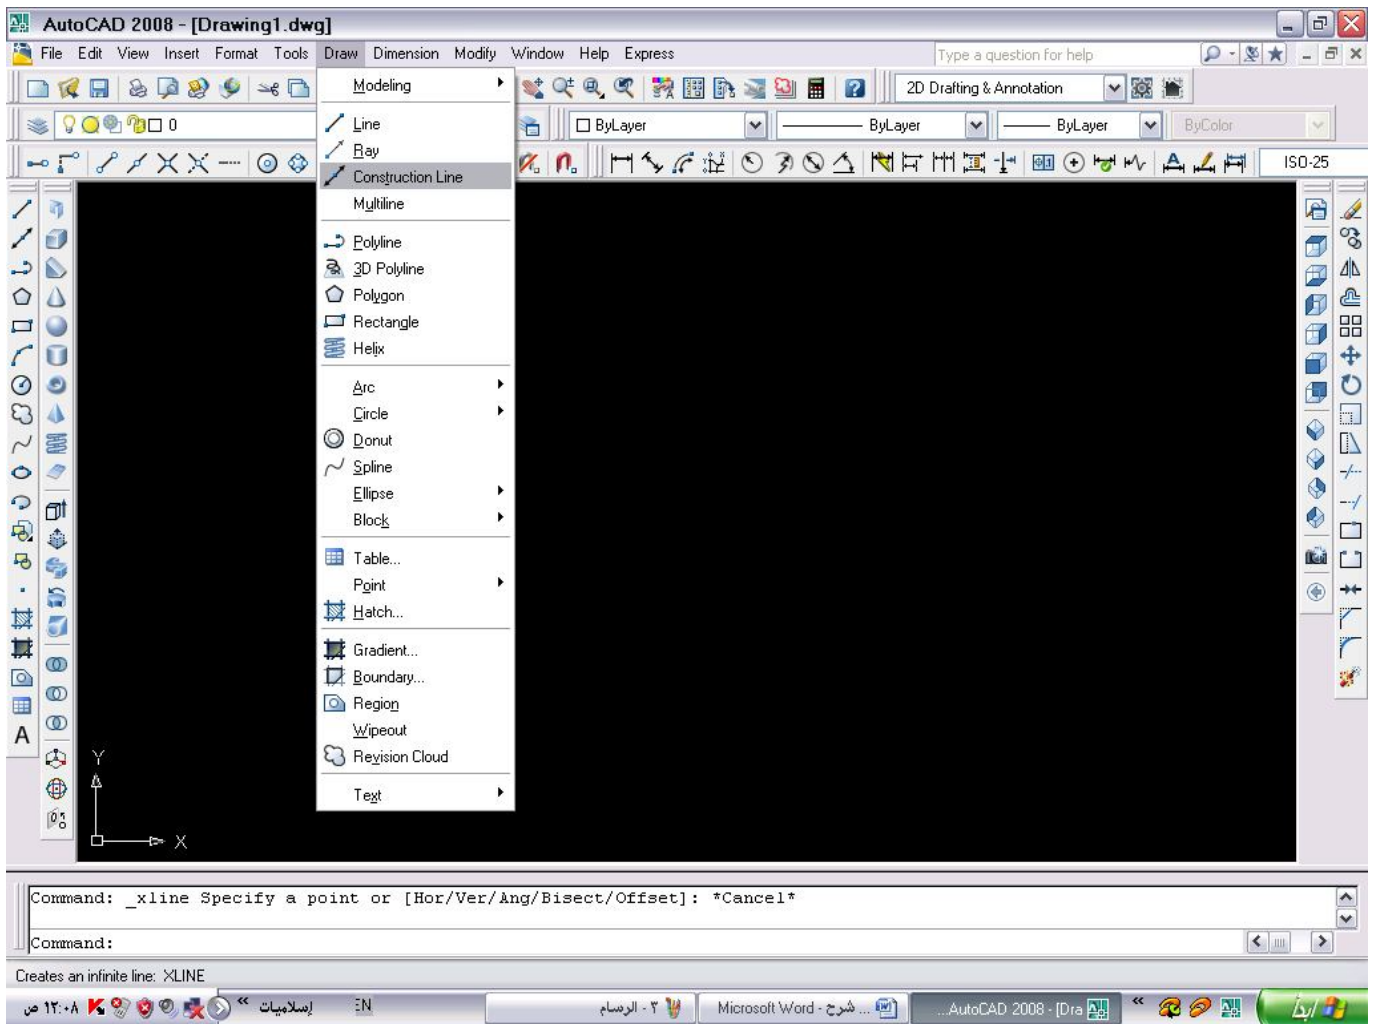 AutoCAD 2008 - [Drawing1.dwg]
File Edit View Insert Format Tools Draw Dimension Modify Window Help Express
Type a question for help
2D Drafting & Annotation
0
ByLayer
ByLayer
ByLayer
ByColor
ISO-25
Modeling
Line
Ray
Construction Line
Multiline
Polyline
3D Polyline
Polygon
Rectangle
Helix
Arc
Circle
Donut
Spline
Ellipse
Block
Table...
Point
Hatch...
Gradient...
Boundary...
Region
Wipeout
Revision Cloud
Text
A
Y
X
Command: _xline Specify a point or [Hor/Ver/Ang/Bisect/Offset]: *Cancel*
Command:
Creates an infinite line: XLINE
ابدأ
AutoCAD 2008 - [Dra...
شرح ... - Microsoft Word
٣ - الرسام
EN
إسلاميات
١٢:٠٨ ص